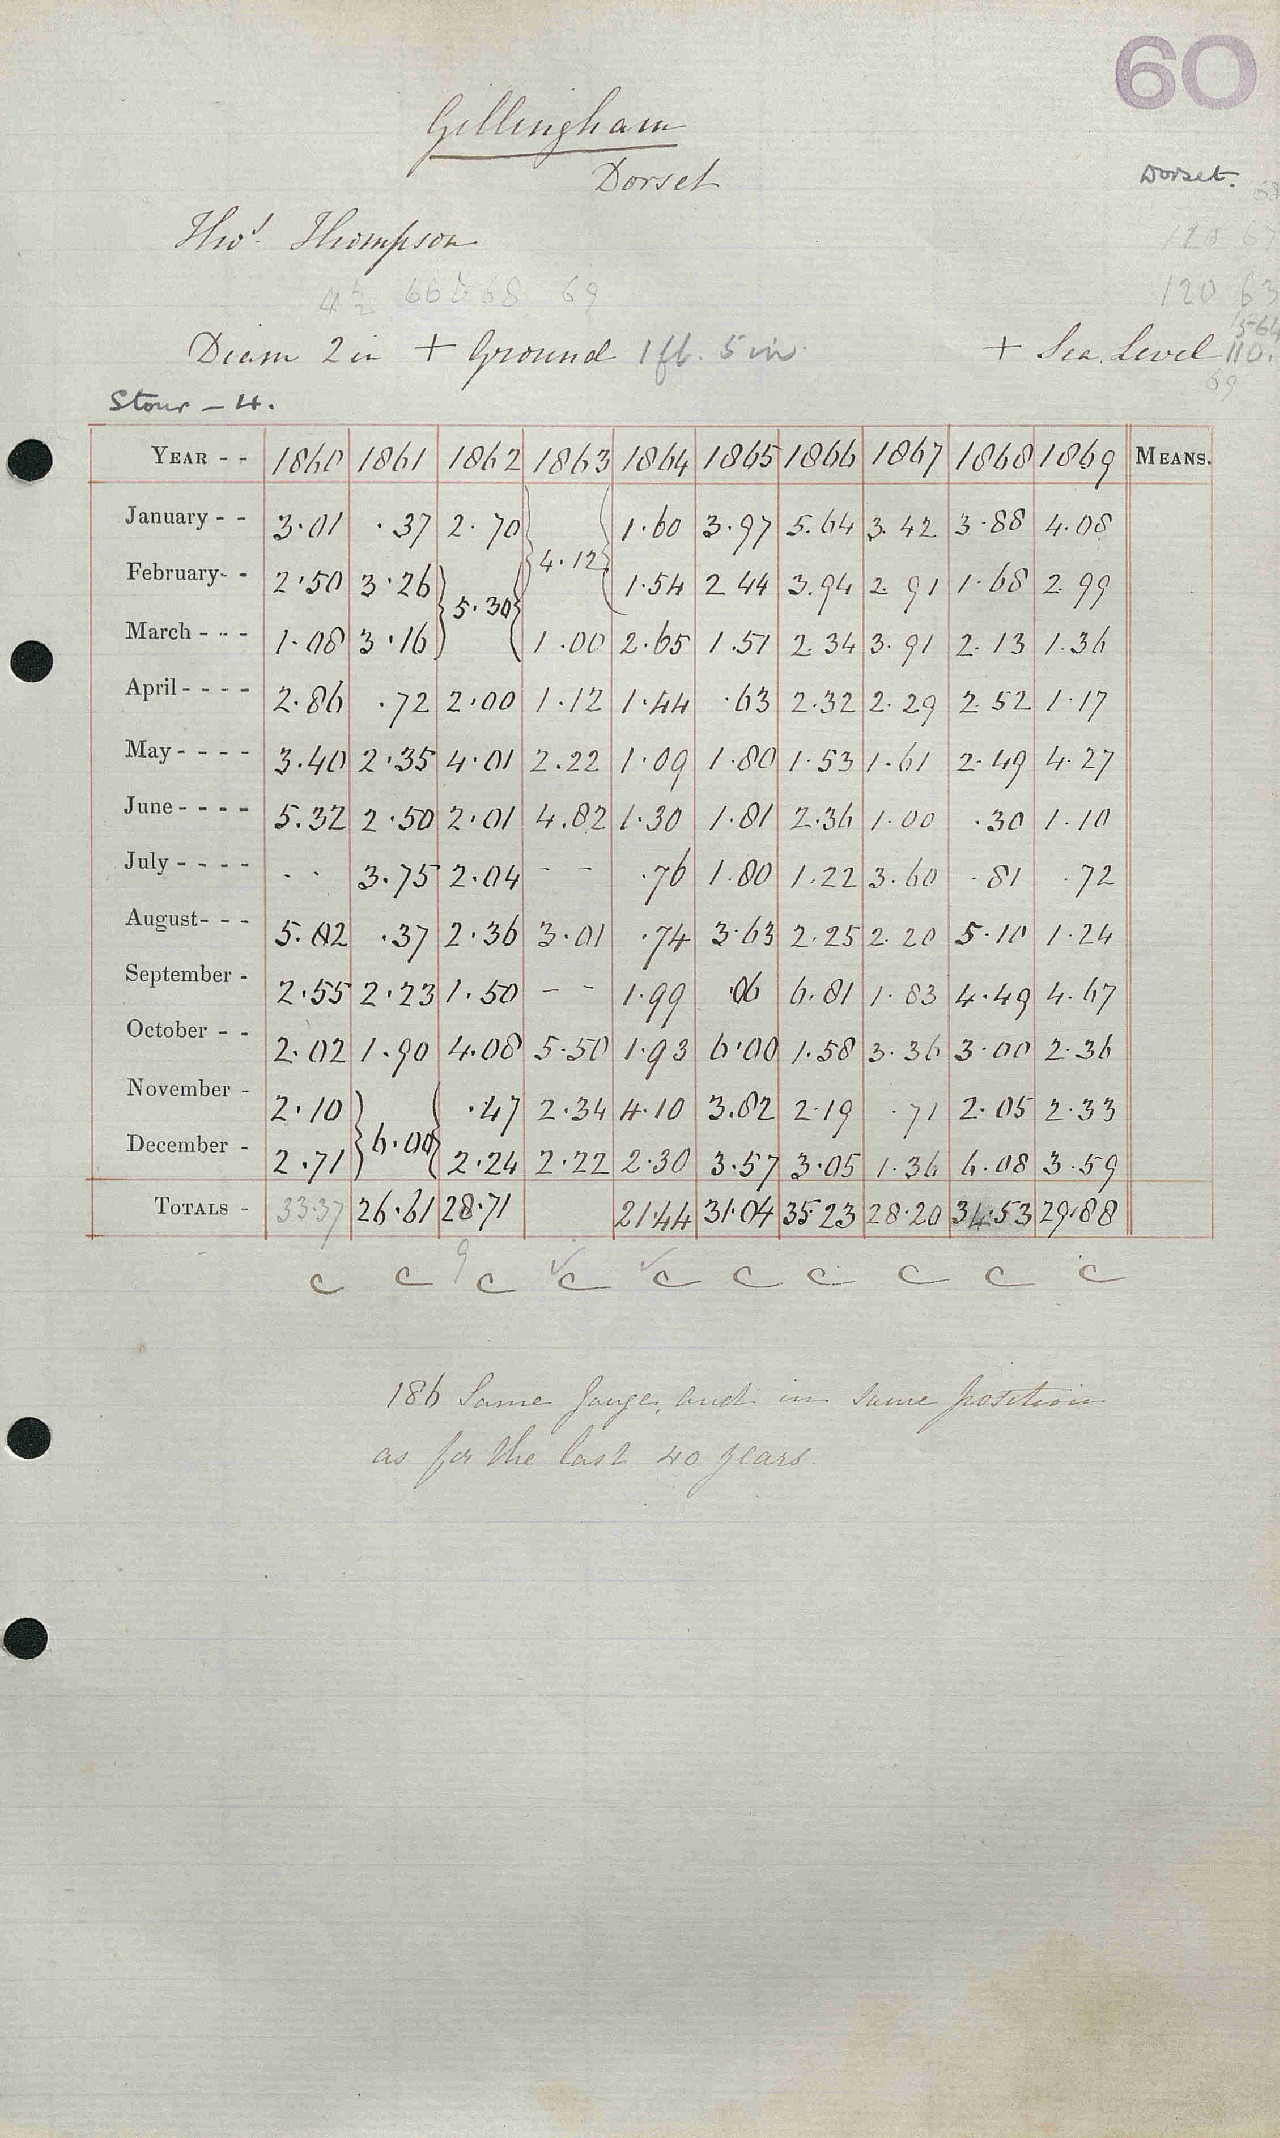 60
Gillingham
Dorset
Dorset.
Thos. Thompson
128 67
4½ 66 68 69
120 63
Diam 2 in + Ground 1 ft. 5 in. + Sea Level 110.
69
Stour - 4.
YEAR - - 1860 1861 1862 1863 1864 1865 1866 1867 1868 1869 MEANS.
January - - 3.01 .37 2.70 1.60 3.97 5.64 3.42 3.88 4.08
4.12
February- - 2.50 3.26 1.54 2.44 3.94 2.91 1.68 2.99
5.30
March - - - 1.08 3.16 1.00 2.65 1.51 2.34 3.91 2.13 1.36
April - - - - 2.86 .72 2.00 1.12 1.44 .63 2.32 2.29 2.52 1.17
May - - - - 3.40 2.35 4.01 2.22 1.09 1.80 1.53 1.61 2.49 4.27
June - - - - 5.32 2.50 2.01 4.82 1.30 1.81 2.36 1.00 .30 1.10
July - - - - . . 3.75 2.04 - - .76 1.80 1.22 3.60 .81 .72
August- - - 5.82 .37 2.36 3.01 .74 3.63 2.25 2.20 5.10 1.24
September - 2.55 2.23 1.50 - - 1.99 .06 6.81 1.83 4.49 4.67
October - - 2.02 1.90 4.08 5.50 1.93 6.00 1.58 3.36 3.00 2.36
November - 2.10 .47 2.34 4.10 3.82 2.19 .71 2.05 2.33
6.00
December - 2.71 2.24 2.22 2.30 3.57 3.05 1.36 6.08 3.59
TOTALS - 33.37 26.61 28.71 21.44 31.04 35.23 28.20 34.53 29.88
9
C C C C C C C C C C
186 Same gauge, and in same position
as for the last 40 years.